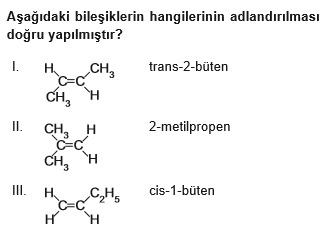 Aşağıdaki bileşiklerin hangilerinin adlandırılması
doğru yapılmıştır?
I. H CH₃ trans-2-büten
C=C
CH₃ H
II. CH₃ H 2-metilpropen
C=C
CH₃ H
III. H C₂H₅ cis-1-büten
C=C
H H